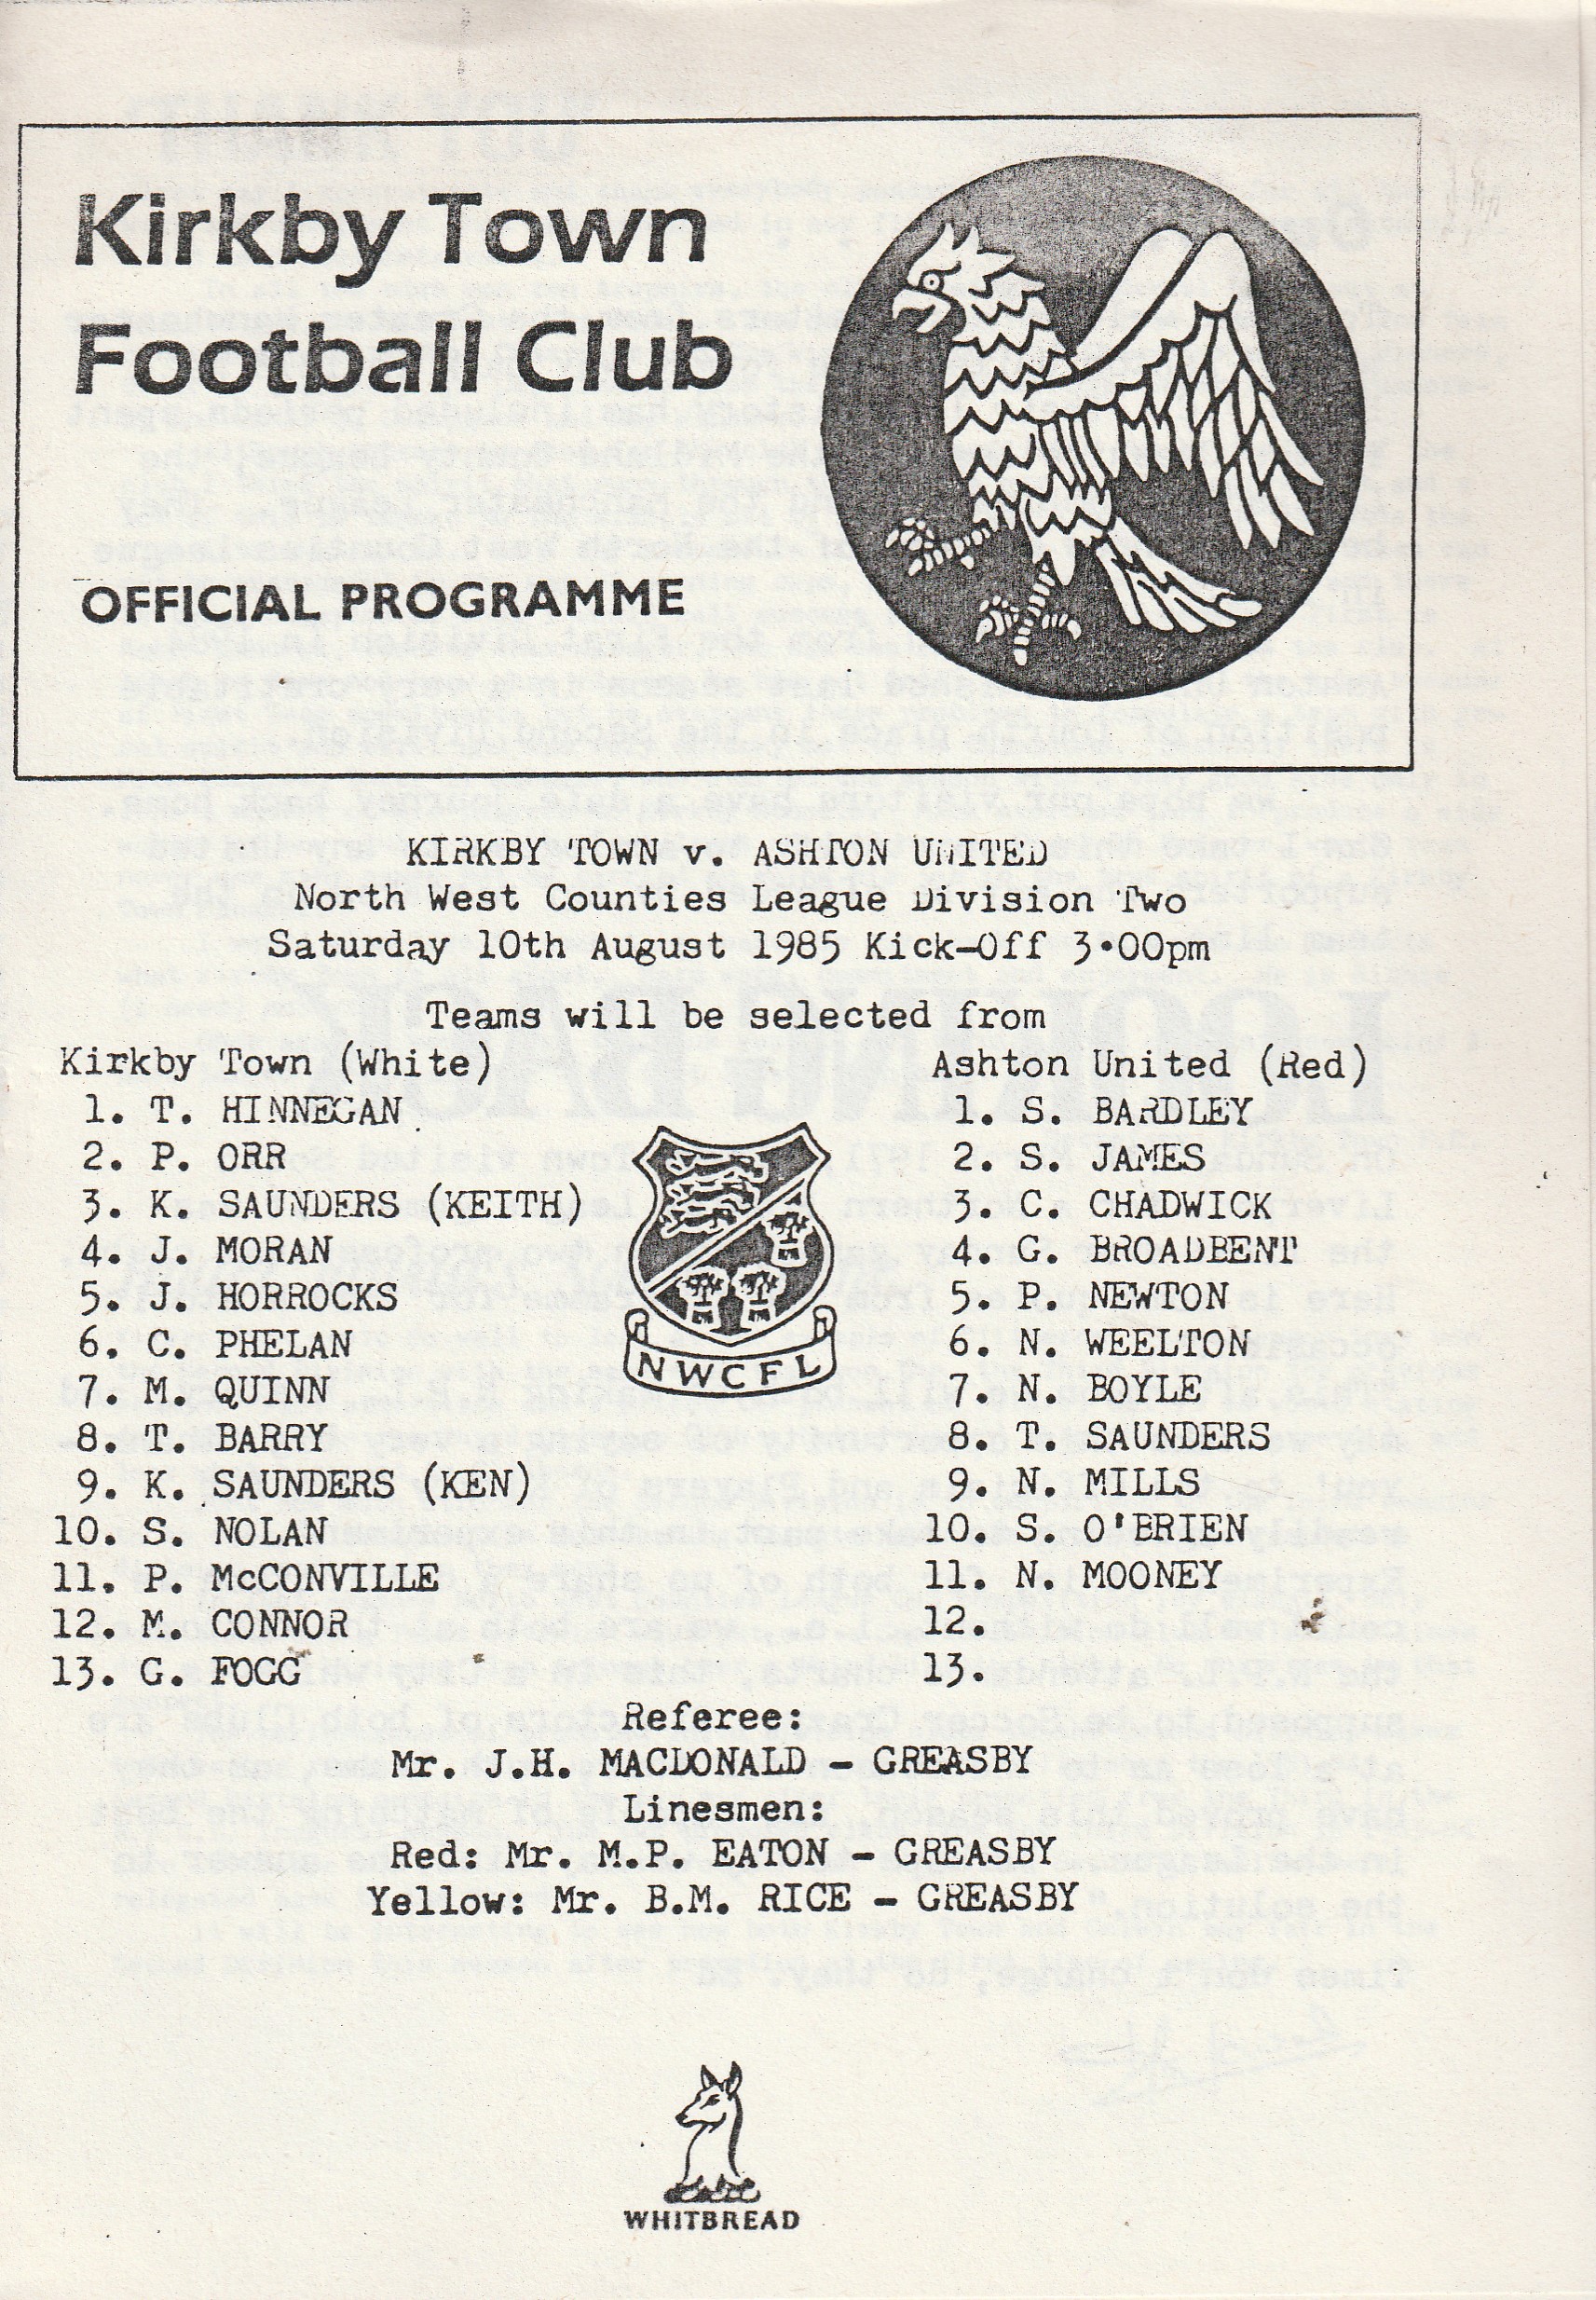 Kirkby Town
Football Club
OFFICIAL PROGRAMME
KIRKBY TOWN v. ASHTON UNITED
North West Counties League Division Two
Saturday 10th August 1985 Kick-Off 3•00pm
Teams will be selected from
Kirkby Town (White)
1. T. HINNEGAN
2. P. ORR
3. K. SAUNDERS (KEITH)
4. J. MORAN
5. J. HORROCKS
6. C. PHELAN
7. M. QUINN
8. T. BARRY
9. K. SAUNDERS (KEN)
10. S. NOLAN
11. P. McCONVILLE
12. M. CONNOR
13. G. FOGG
NWCFL
Ashton United (Red)
1. S. BARDLEY
2. S. JAMES
3. C. CHADWICK
4. G. BROADBENT
5. P. NEWTON
6. N. WEELTON
7. N. BOYLE
8. T. SAUNDERS
9. N. MILLS
10. S. O'BRIEN
11. N. MOONEY
12.
13.
Referee:
Mr. J.H. MACDONALD – GREASBY
Linesmen:
Red: Mr. M.P. EATON – GREASBY
Yellow: Mr. B.M. RICE – GREASBY
WHITBREAD